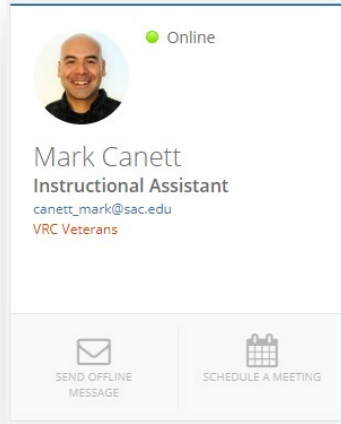 Online
Mark Canett
Instructional Assistant
canett_mark@sac.edu
VRC Veterans
SEND OFFLINE
MESSAGE
SCHEDULE A MEETING